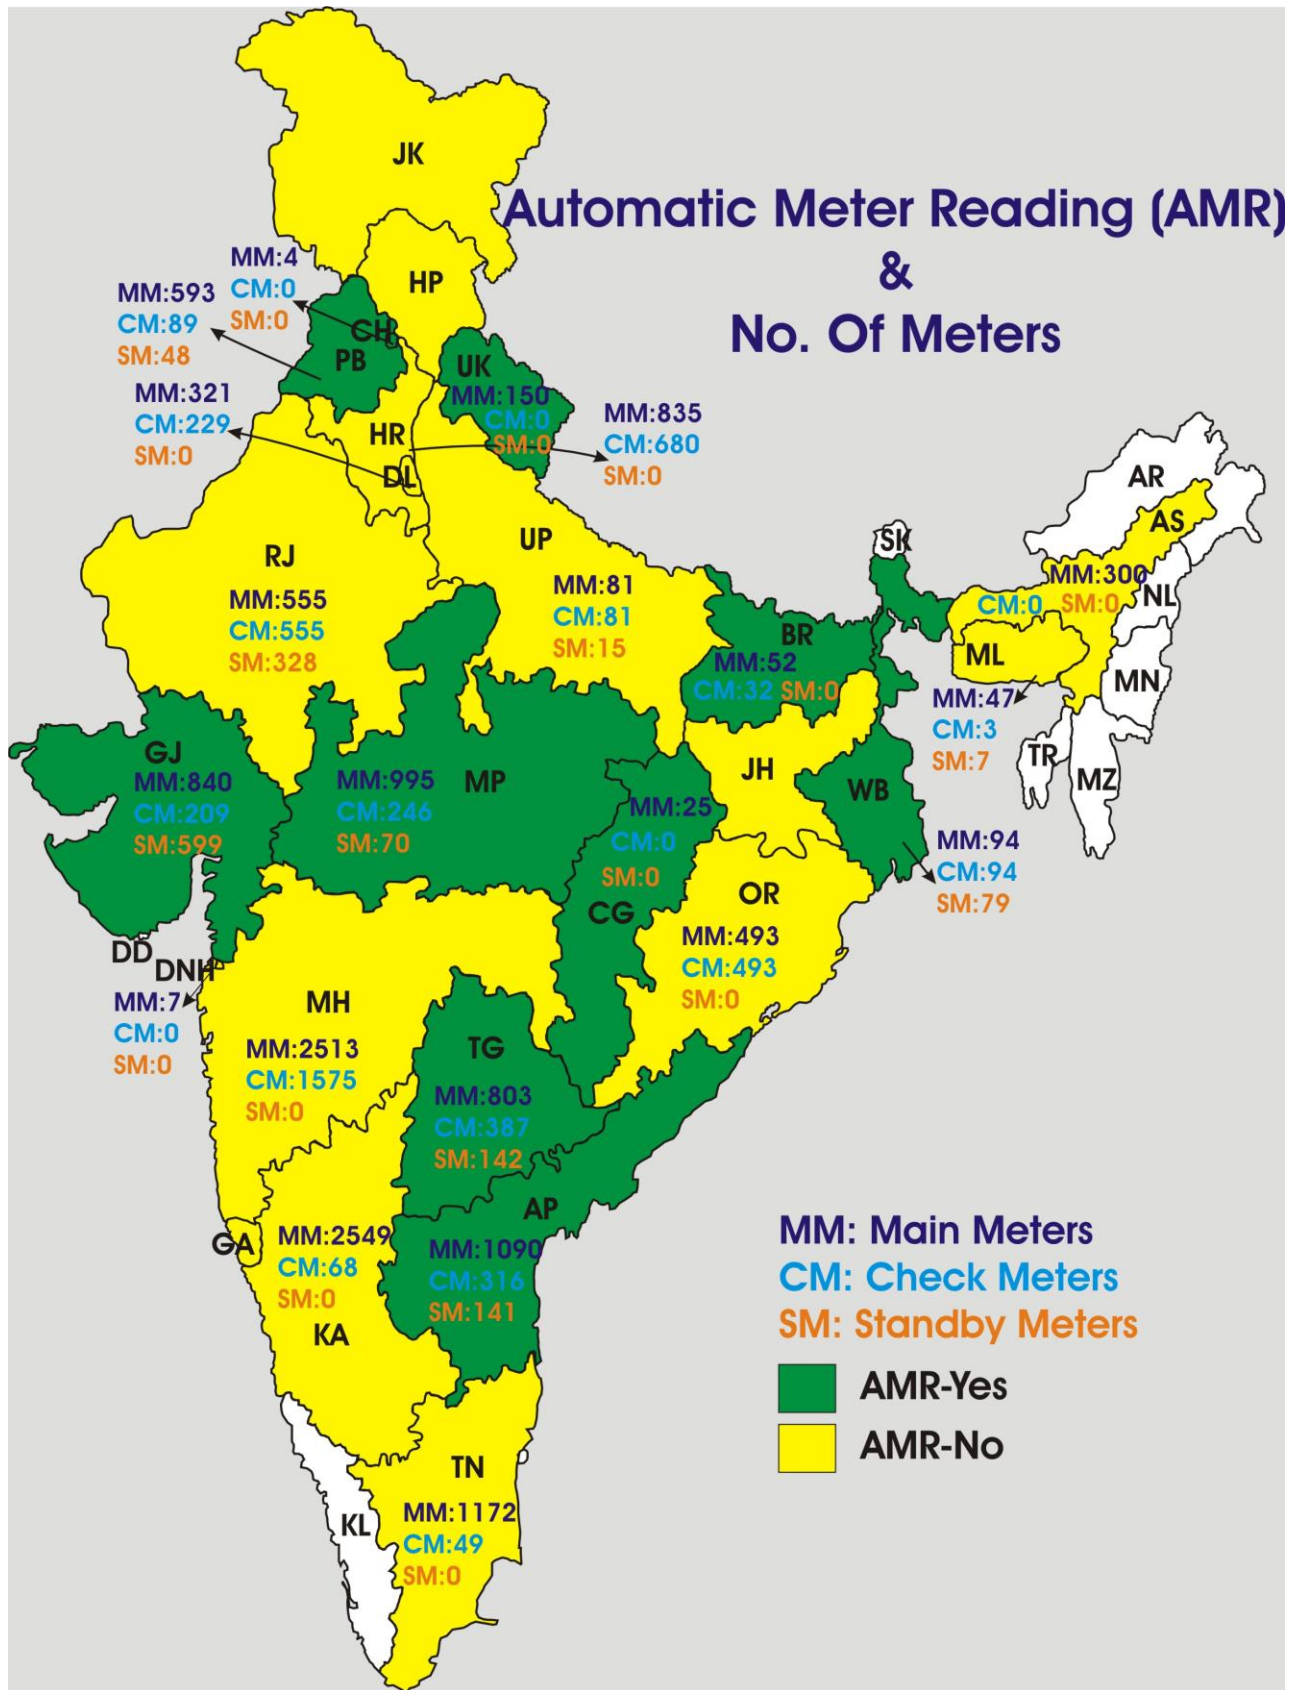 JK
Automatic Meter Reading (AMR)
&
No. Of Meters
MM:4
CM:0
SM:0
HP
MM:593
CM:89
SM:48
CH
PB
UK
MM:150
CM:0
SM:0
MM:321
CM:229
SM:0
HR
DL
MM:835
CM:680
SM:0
AR
AS
SK
UP
RJ
MM:555
CM:555
SM:328
MM:81
CM:81
SM:15
MM:300
CM:0 SM:0
NL
BR
MM:52
CM:32 SM:0
ML
MN
MM:47
CM:3
SM:7
TR
MZ
GJ
MM:840
CM:209
SM:599
MM:995
CM:246
SM:70
MP
JH
WB
MM:25
CM:0
SM:0
CG
MM:94
CM:94
SM:79
OR
MM:493
CM:493
SM:0
DD
DNH
MM:7
CM:0
SM:0
MH
MM:2513
CM:1575
SM:0
TG
MM:803
CM:387
SM:142
AP
MM:1090
CM:316
SM:141
GA
MM:2549
CM:68
SM:0
KA
MM: Main Meters
CM: Check Meters
SM: Standby Meters
AMR-Yes
AMR-No
TN
MM:1172
CM:49
SM:0
KL